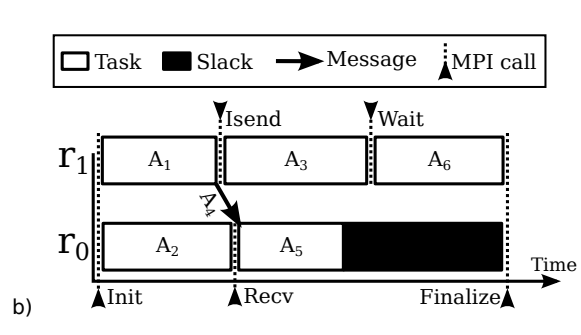 Task Slack Message MPI call
Isend Wait
r₁ A₁ A₃ A₆
A₄
r₀ A₂ A₅
Time
b) Init Recv Finalize